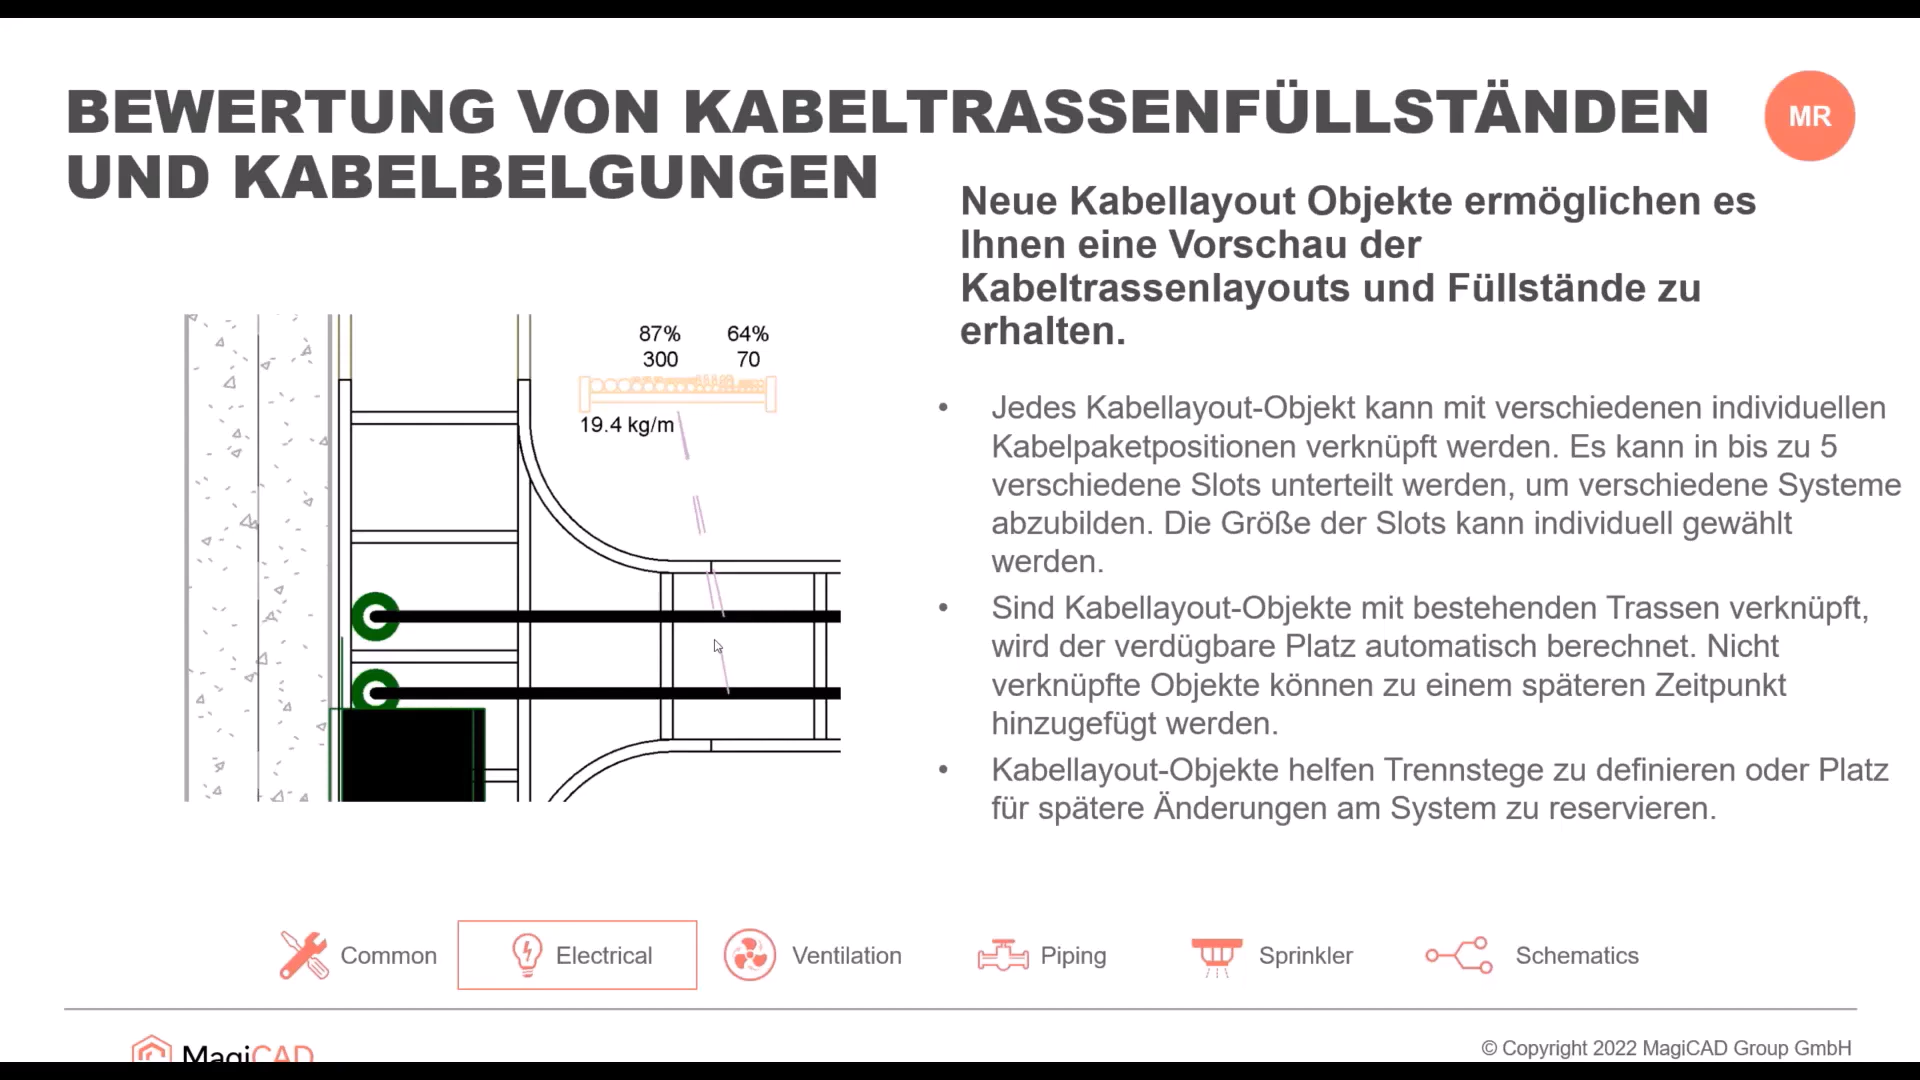 BEWERTUNG VON KABELTRASSENFÜLLSTÄNDEN
UND KABELBELGUNGEN
MR
Neue Kabellayout Objekte ermöglichen es
Ihnen eine Vorschau der
Kabeltrassenlayouts und Füllstände zu
erhalten.
87% 64%
300 70
19.4 kg/m
• Jedes Kabellayout-Objekt kann mit verschiedenen individuellen
Kabelpaketpositionen verknüpft werden. Es kann in bis zu 5
verschiedene Slots unterteilt werden, um verschiedene Systeme
abzubilden. Die Größe der Slots kann individuell gewählt
werden.
• Sind Kabellayout-Objekte mit bestehenden Trassen verknüpft,
wird der verdügbare Platz automatisch berechnet. Nicht
verknüpfte Objekte können zu einem späteren Zeitpunkt
hinzugefügt werden.
• Kabellayout-Objekte helfen Trennstege zu definieren oder Platz
für spätere Änderungen am System zu reservieren.
Common Electrical Ventilation Piping Sprinkler Schematics
MagiCAD
© Copyright 2022 MagiCAD Group GmbH